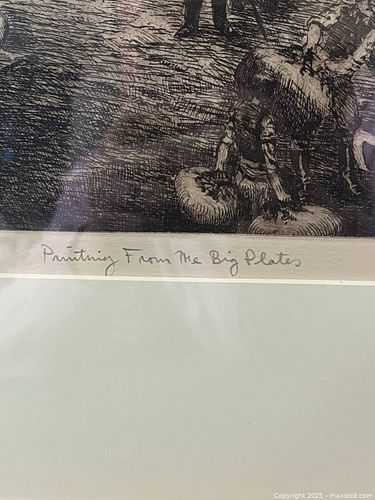 Printing From The Big Plates
Copyright 2025 - maxsold.com